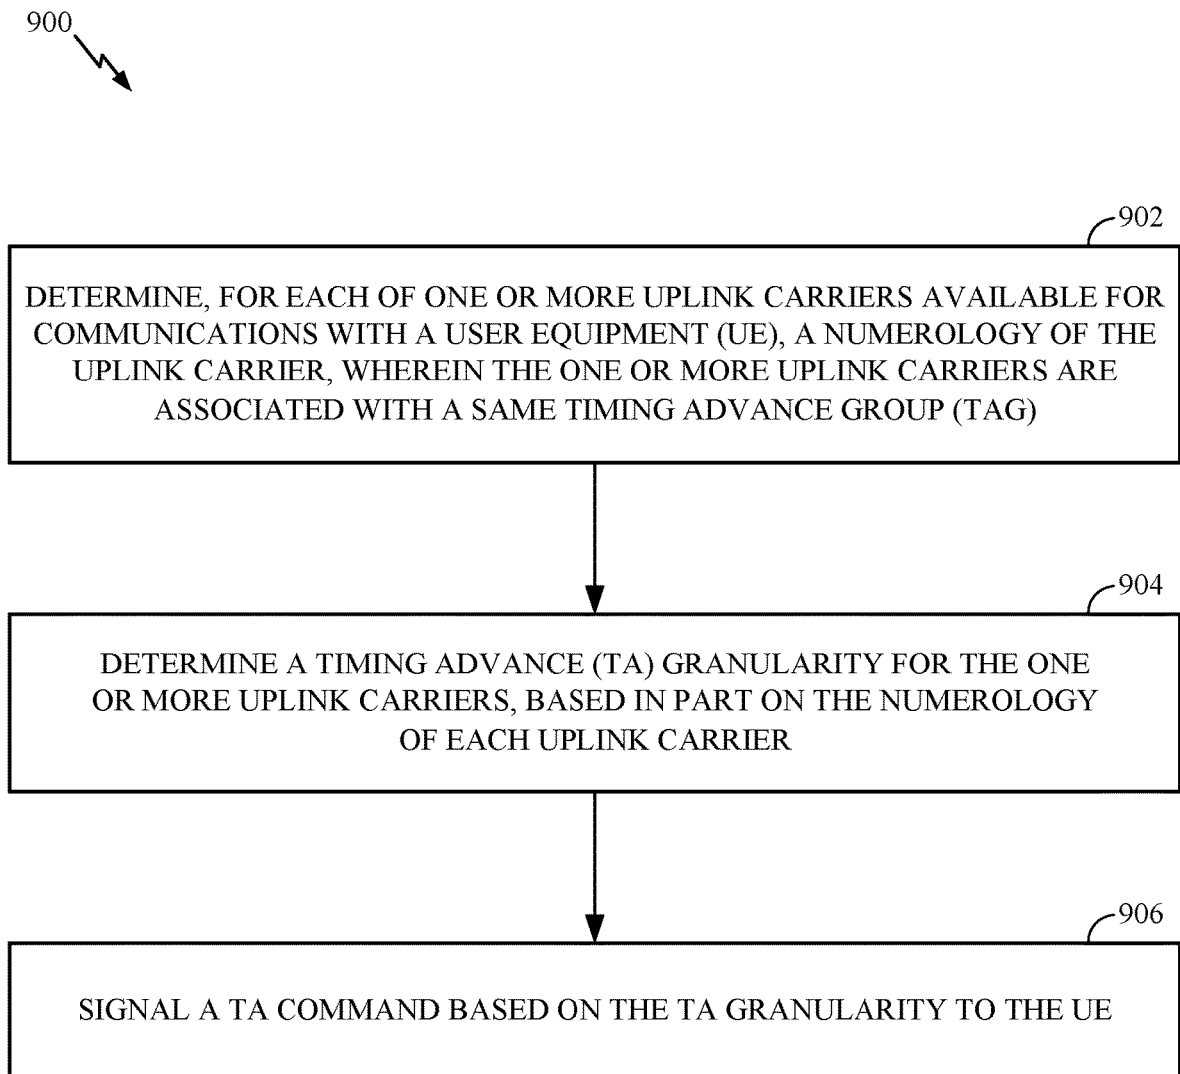 900
902
DETERMINE, FOR EACH OF ONE OR MORE UPLINK CARRIERS AVAILABLE FOR
COMMUNICATIONS WITH A USER EQUIPMENT (UE), A NUMEROLOGY OF THE
UPLINK CARRIER, WHEREIN THE ONE OR MORE UPLINK CARRIERS ARE
ASSOCIATED WITH A SAME TIMING ADVANCE GROUP (TAG)
904
DETERMINE A TIMING ADVANCE (TA) GRANULARITY FOR THE ONE
OR MORE UPLINK CARRIERS, BASED IN PART ON THE NUMEROLOGY
OF EACH UPLINK CARRIER
906
SIGNAL A TA COMMAND BASED ON THE TA GRANULARITY TO THE UE